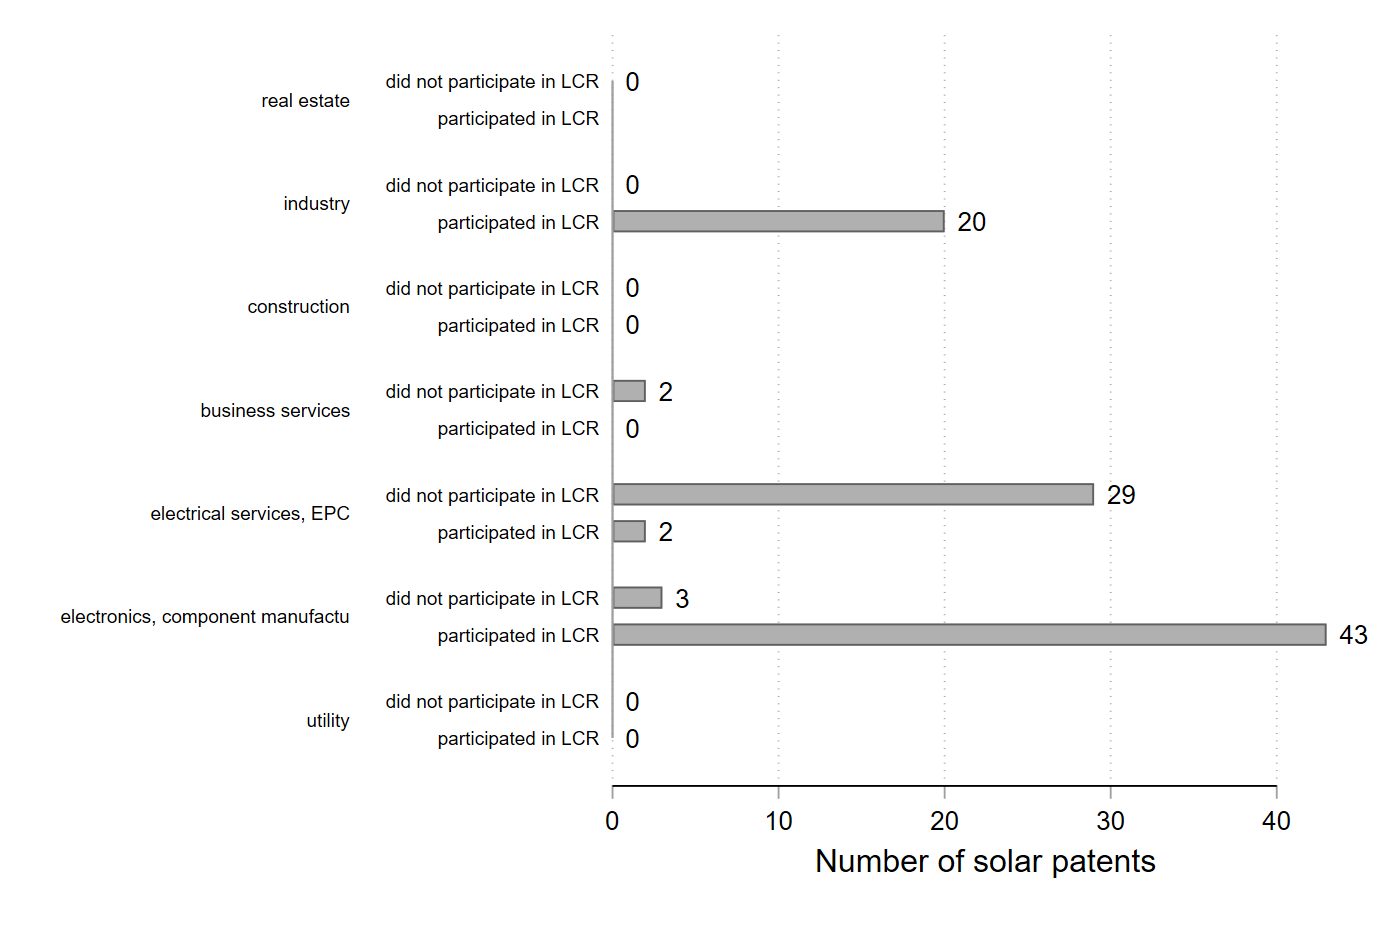 did not participate in LCR 0
real estate
participated in LCR
did not participate in LCR 0
industry
participated in LCR 20
did not participate in LCR 0
construction
participated in LCR 0
did not participate in LCR 2
business services
participated in LCR 0
did not participate in LCR 29
electrical services, EPC
participated in LCR 2
did not participate in LCR 3
electronics, component manufactu
participated in LCR 43
did not participate in LCR 0
utility
participated in LCR 0
0 10 20 30 40
Number of solar patents